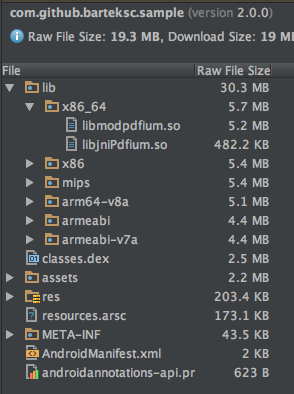 com.github.barteksc.sample (version 2.0.0)
Raw File Size: 19.3 MB, Download Size: 19 M
File Raw File Size
lib 30.3 MB
x86_64 5.7 MB
libmodpdfium.so 5.2 MB
libjniPdfium.so 482.2 KB
x86 5.4 MB
mips 5.4 MB
arm64-v8a 5.1 MB
armeabi 4.4 MB
armeabi-v7a 4.4 MB
classes.dex 2.5 MB
assets 2.2 MB
res 203.4 KB
resources.arsc 173.1 KB
META-INF 43.5 KB
AndroidManifest.xml 2 KB
androidannotations-api.pr 623 B